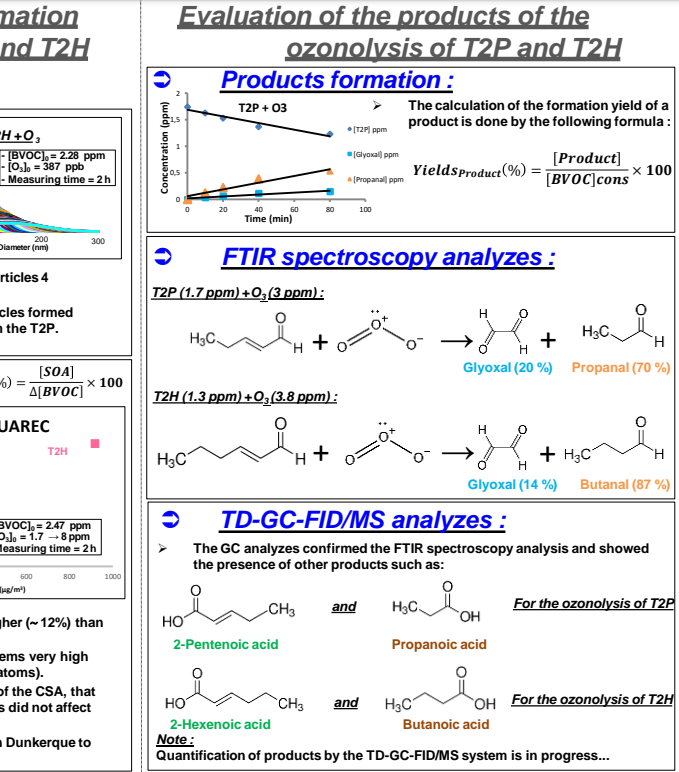 mation
nd T2H
H +O3
- [BVOC]0 = 2.28 ppm
- [O3]0 = 387 ppb
- Measuring time = 2 h
200 300
Diameter (nm)
rticles 4
cles formed
n the T2P.
%) = [SOA] / Δ[BVOC] × 100
UAREC
T2H
BVOC]0 = 2.47 ppm
O3]0 = 1.7 → 8 ppm
Measuring time = 2 h
600 800 1000
(µg/m³)
gher (~ 12%) than
ems very high
atoms).
of the CSA, that
s did not affect
n Dunkerque to
Evaluation of the products of the
ozonolysis of T2P and T2H
➲ Products formation :
T2P + O3
Concentration (ppm)
2
1,5
1
0,5
0
0 20 40 60 80 100
Time (min)
[T2P] ppm
[Glyoxal] ppm
[Propanal] ppm
➢ The calculation of the formation yield of a
product is done by the following formula :
YieldsProduct(%) = [Product] / [BVOC]cons × 100
➲ FTIR spectroscopy analyzes :
T2P (1.7 ppm) +O3 (3 ppm) :
H3C O H + O O+ O− → H O O H + H3C O H
Glyoxal (20 %) Propanal (70 %)
T2H (1.3 ppm) +O3 (3.8 ppm) :
H3C O H + O O+ O− → H O O H + H3C O H
Glyoxal (14 %) Butanal (87 %)
➲ TD-GC-FID/MS analyzes :
➢ The GC analyzes confirmed the FTIR spectroscopy analysis and showed
the presence of other products such as:
HO O CH3 and H3C O OH For the ozonolysis of T2P
2-Pentenoic acid Propanoic acid
HO O CH3 and H3C O OH For the ozonolysis of T2H
2-Hexenoic acid Butanoic acid
Note :
Quantification of products by the TD-GC-FID/MS system is in progress...